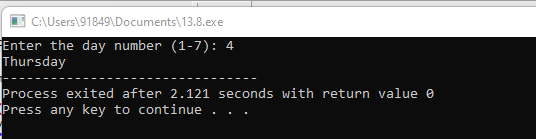 C:\Users\91849\Documents\13.8.exe
Enter the day number (1-7): 4
Thursday
--------------------------------
Process exited after 2.121 seconds with return value 0
Press any key to continue . . .